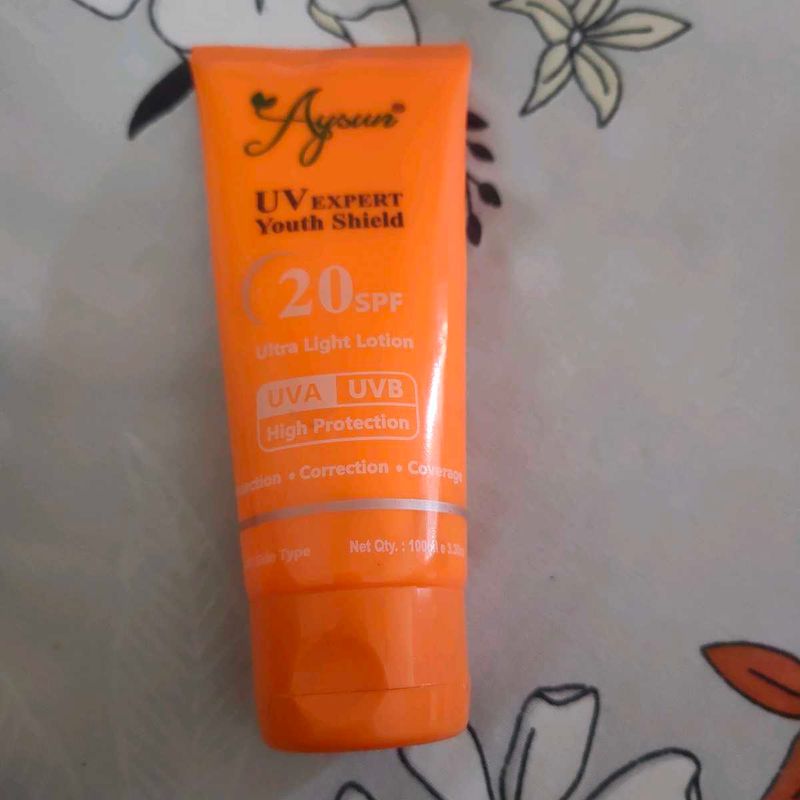 Aysun
UV EXPERT
Youth Shield
20 SPF
Ultra Light Lotion
UVA UVB
High Protection
• Correction • Coverage
Type
Net Qty. :